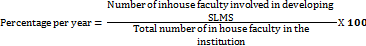 Number of inhouse faculty involved in developing
SLMS
Percentage per year = X 100
Total number of in house faculty in the
institution